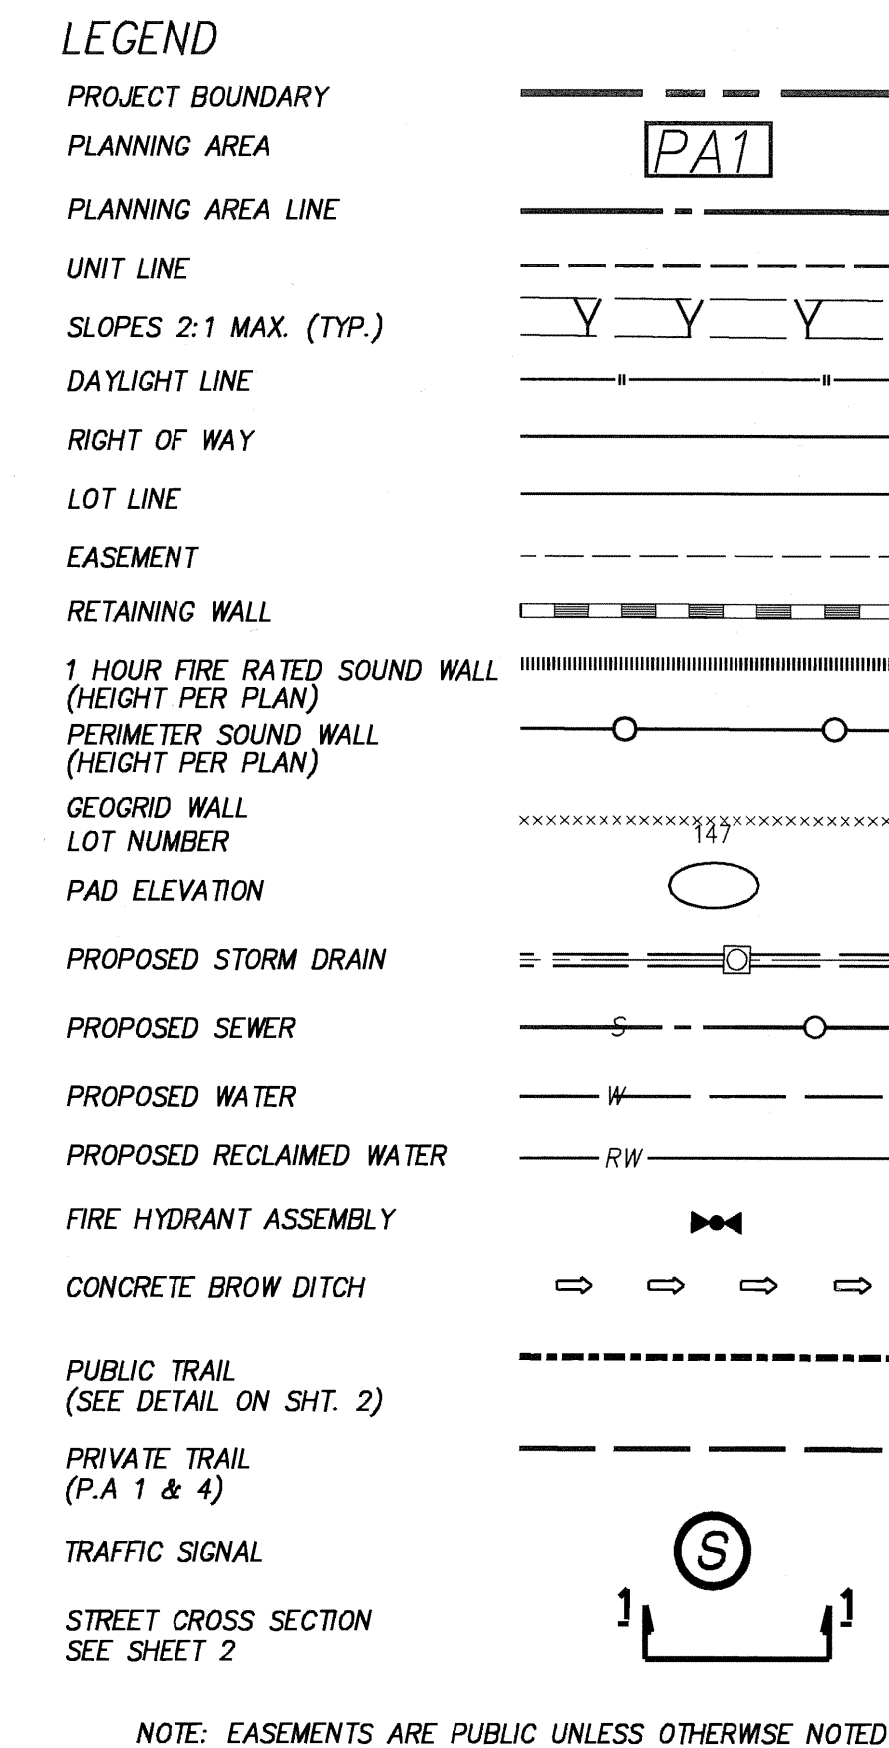 LEGEND
PROJECT BOUNDARY
PLANNING AREA PA1
PLANNING AREA LINE
UNIT LINE
SLOPES 2:1 MAX. (TYP.)
DAYLIGHT LINE
RIGHT OF WAY
LOT LINE
EASEMENT
RETAINING WALL
1 HOUR FIRE RATED SOUND WALL
(HEIGHT PER PLAN)
PERIMETER SOUND WALL
(HEIGHT PER PLAN)
GEOGRID WALL
LOT NUMBER 147
PAD ELEVATION
PROPOSED STORM DRAIN
PROPOSED SEWER S
PROPOSED WATER W
PROPOSED RECLAIMED WATER RW
FIRE HYDRANT ASSEMBLY
CONCRETE BROW DITCH
PUBLIC TRAIL
(SEE DETAIL ON SHT. 2)
PRIVATE TRAIL
(P.A 1 & 4)
TRAFFIC SIGNAL S
STREET CROSS SECTION 1 1
SEE SHEET 2
NOTE: EASEMENTS ARE PUBLIC UNLESS OTHERWISE NOTED